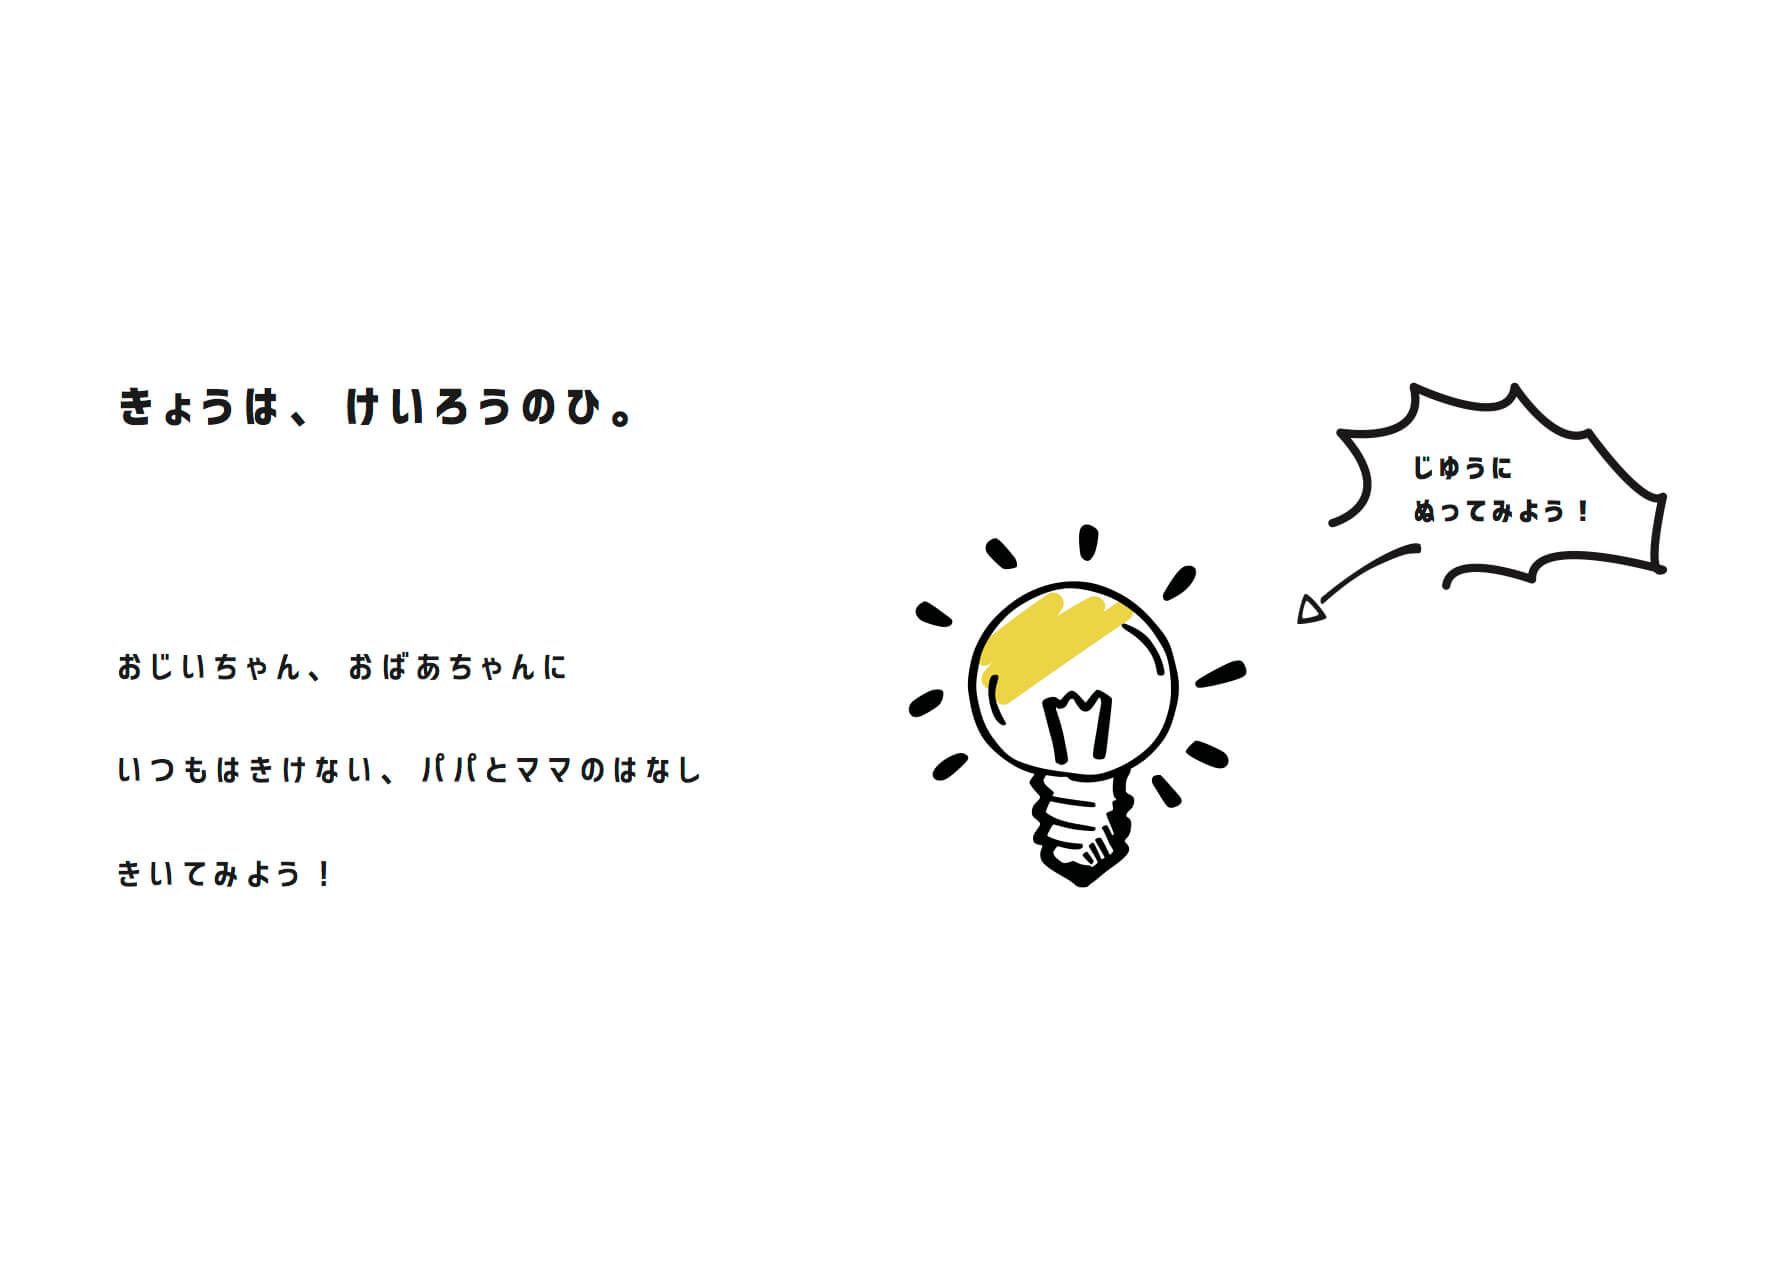 きょうは、けいろうのひ。
おじいちゃん、おばあちゃんに
いつもはきけない、パパとママのはなし
きいてみよう！
じゆうに
ぬってみよう！